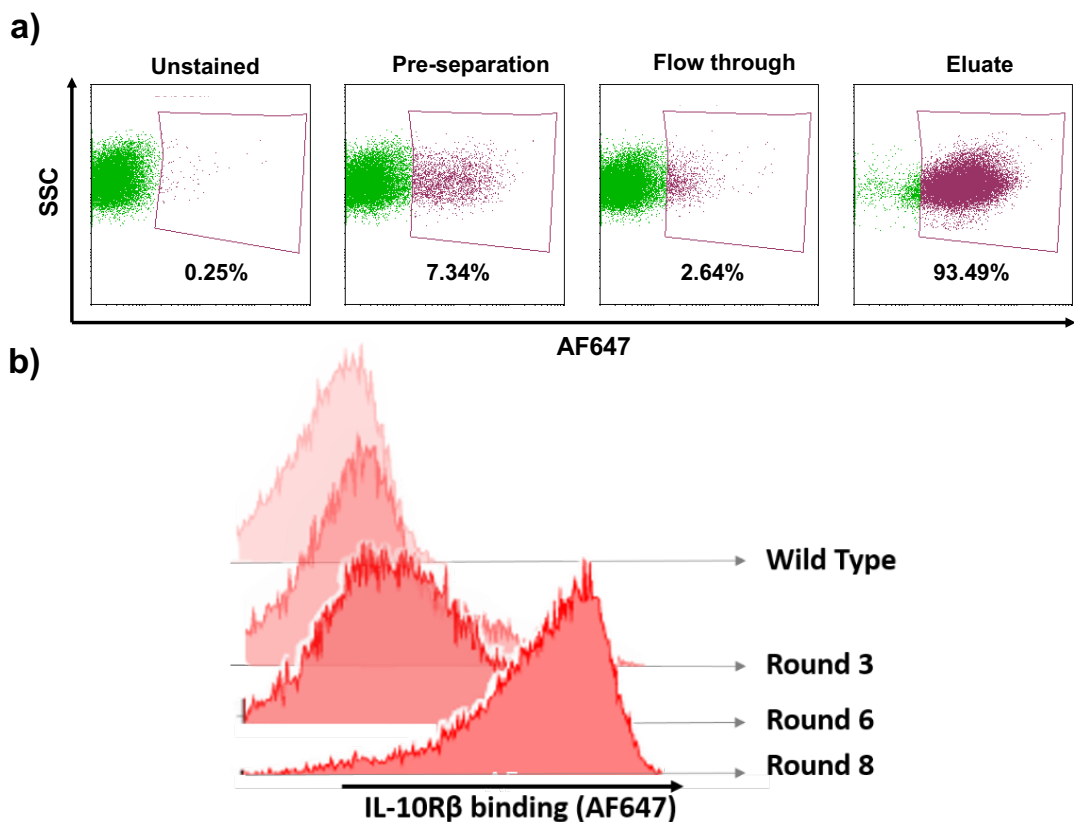 a)
Unstained
Pre-separation
Flow through
Eluate
SSC
0.25%
7.34%
2.64%
93.49%
AF647
b)
Wild Type
Round 3
Round 6
Round 8
IL-10Rβ binding (AF647)